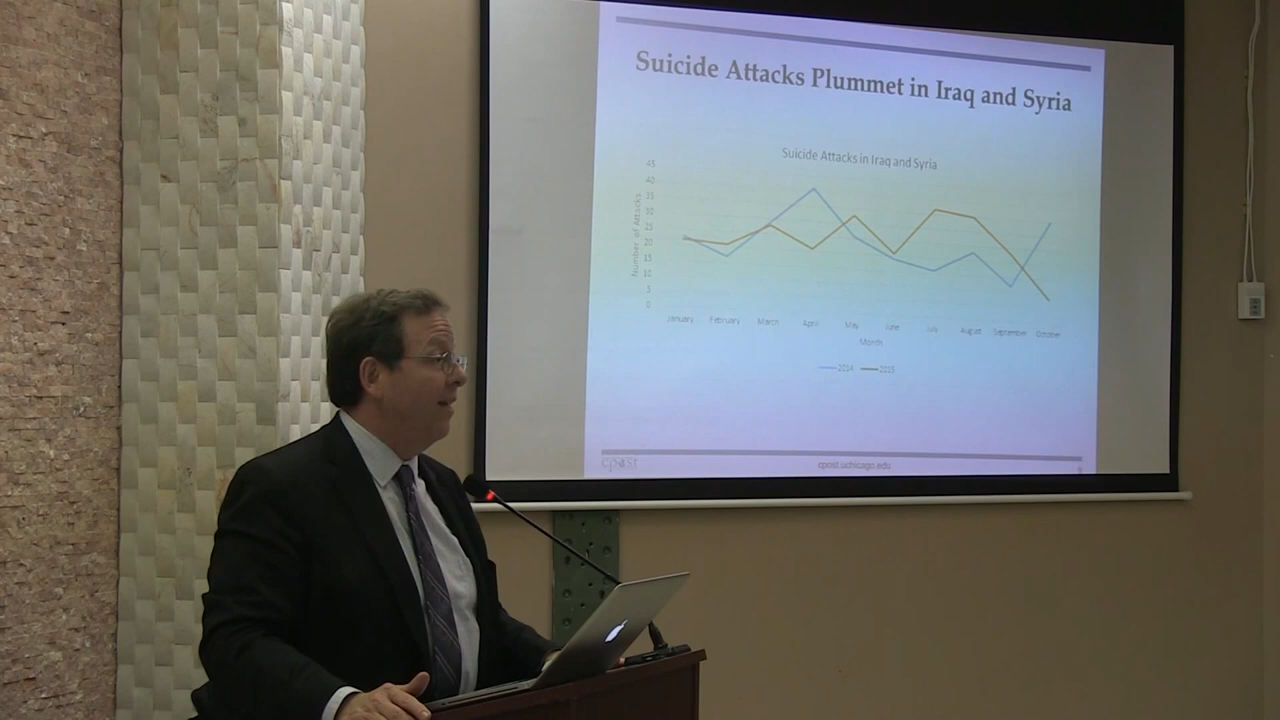 Suicide Attacks Plummet in Iraq and Syria
Suicide Attacks in Iraq and Syria
Number of Attacks
45
40
35
30
25
20
15
10
5
0
January February March April May June July August September October
Month
2014 2015
cpost cpost.uchicago.edu